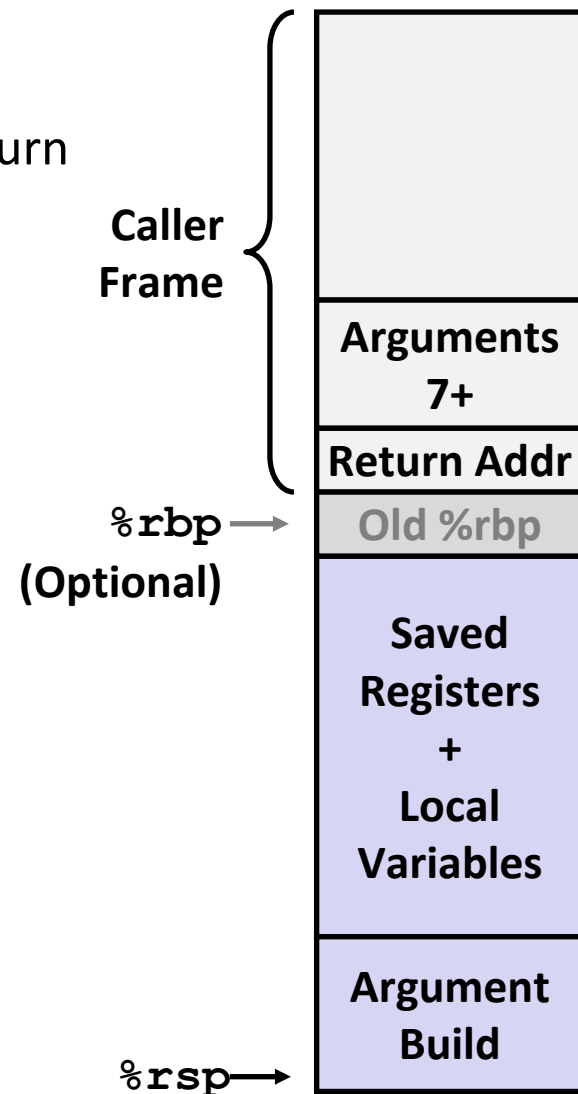 urn
Caller
Frame
Arguments
7+
Return Addr
%rbp
Old %rbp
(Optional)
Saved
Registers
+
Local
Variables
Argument
Build
%rsp